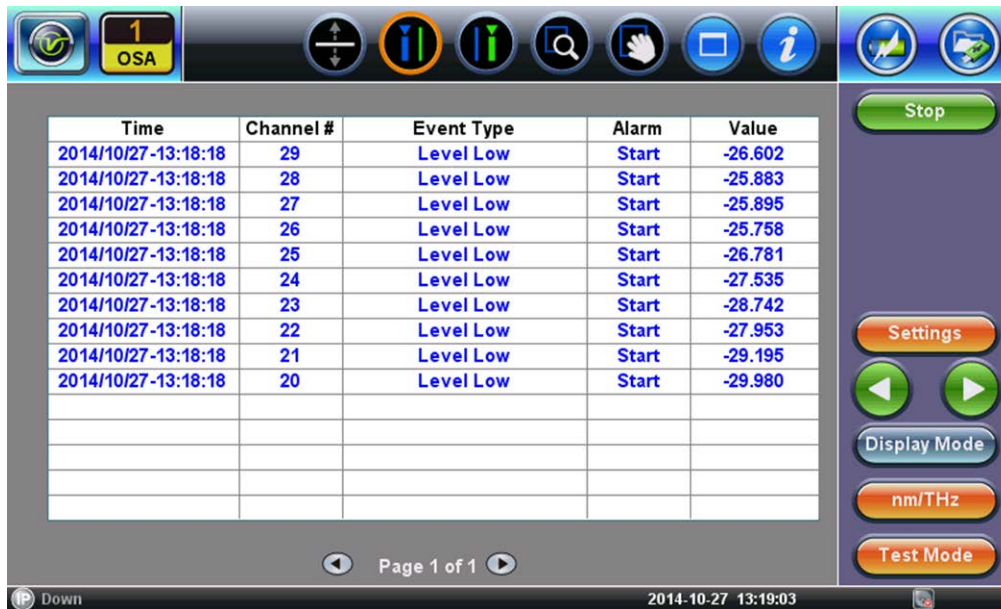 1
OSA
Stop
Time Channel # Event Type Alarm Value
2014/10/27-13:18:18 29 Level Low Start -26.602
2014/10/27-13:18:18 28 Level Low Start -25.883
2014/10/27-13:18:18 27 Level Low Start -25.895
2014/10/27-13:18:18 26 Level Low Start -25.758
2014/10/27-13:18:18 25 Level Low Start -26.781
2014/10/27-13:18:18 24 Level Low Start -27.535
2014/10/27-13:18:18 23 Level Low Start -28.742
2014/10/27-13:18:18 22 Level Low Start -27.953
2014/10/27-13:18:18 21 Level Low Start -29.195
2014/10/27-13:18:18 20 Level Low Start -29.980
Settings
Display Mode
nm/THz
Test Mode
Page 1 of 1
IP Down 2014-10-27 13:19:03